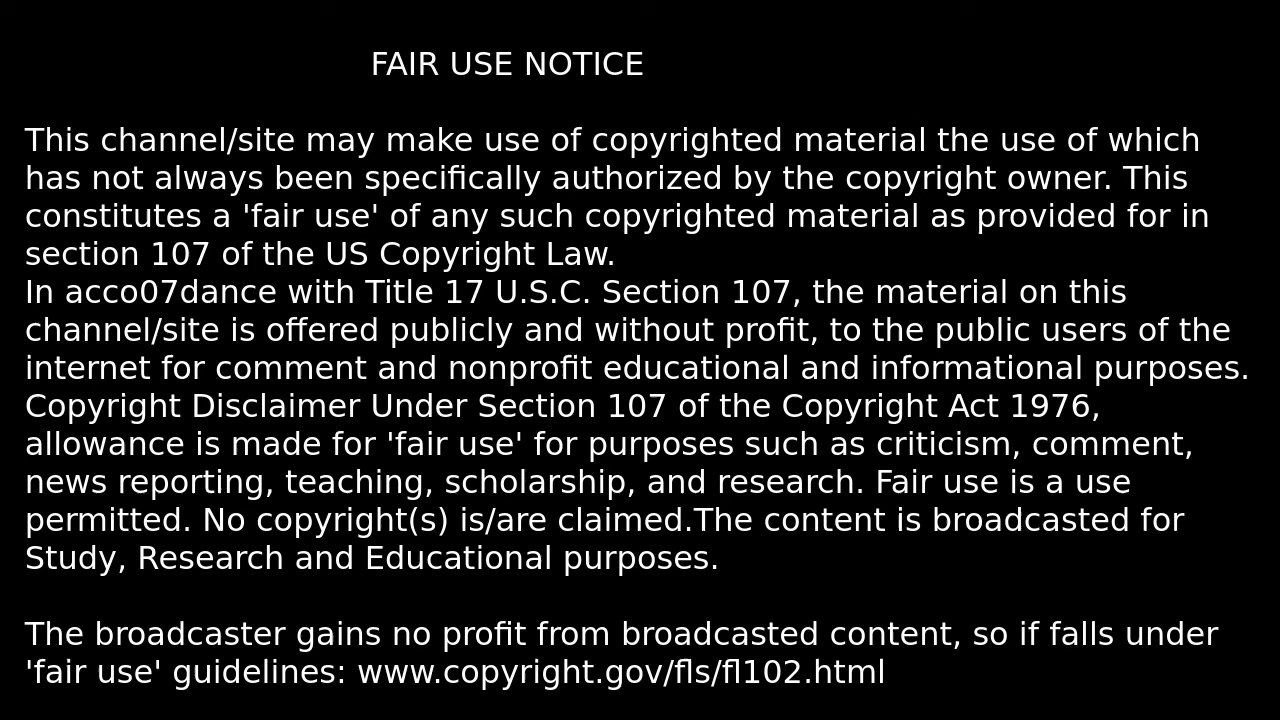 FAIR USE NOTICE
This channel/site may make use of copyrighted material the use of which
has not always been specifically authorized by the copyright owner. This
constitutes a 'fair use' of any such copyrighted material as provided for in
section 107 of the US Copyright Law.
In acco07dance with Title 17 U.S.C. Section 107, the material on this
channel/site is offered publicly and without profit, to the public users of the
internet for comment and nonprofit educational and informational purposes.
Copyright Disclaimer Under Section 107 of the Copyright Act 1976,
allowance is made for 'fair use' for purposes such as criticism, comment,
news reporting, teaching, scholarship, and research. Fair use is a use
permitted. No copyright(s) is/are claimed.The content is broadcasted for
Study, Research and Educational purposes.
The broadcaster gains no profit from broadcasted content, so if falls under
'fair use' guidelines: www.copyright.gov/fls/fl102.html